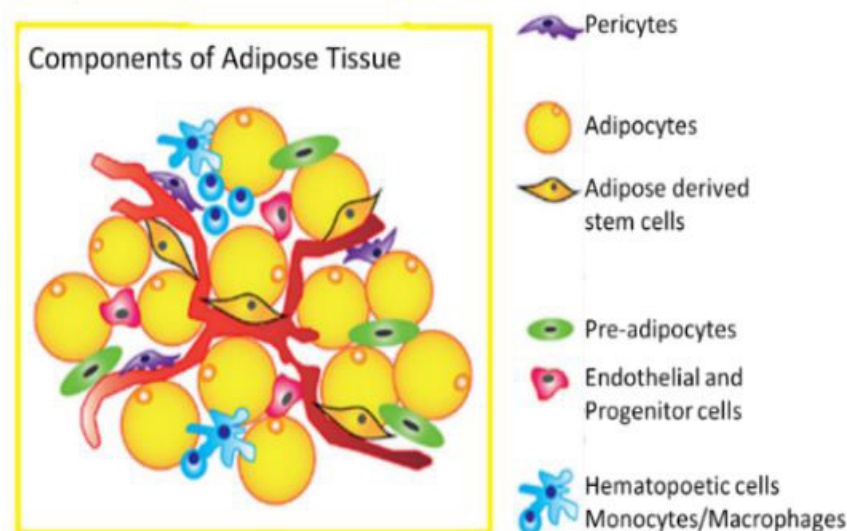 Components of Adipose Tissue
Pericytes
Adipocytes
Adipose derived
stem cells
Pre-adipocytes
Endothelial and
Progenitor cells
Hematopoetic cells
Monocytes/Macrophages